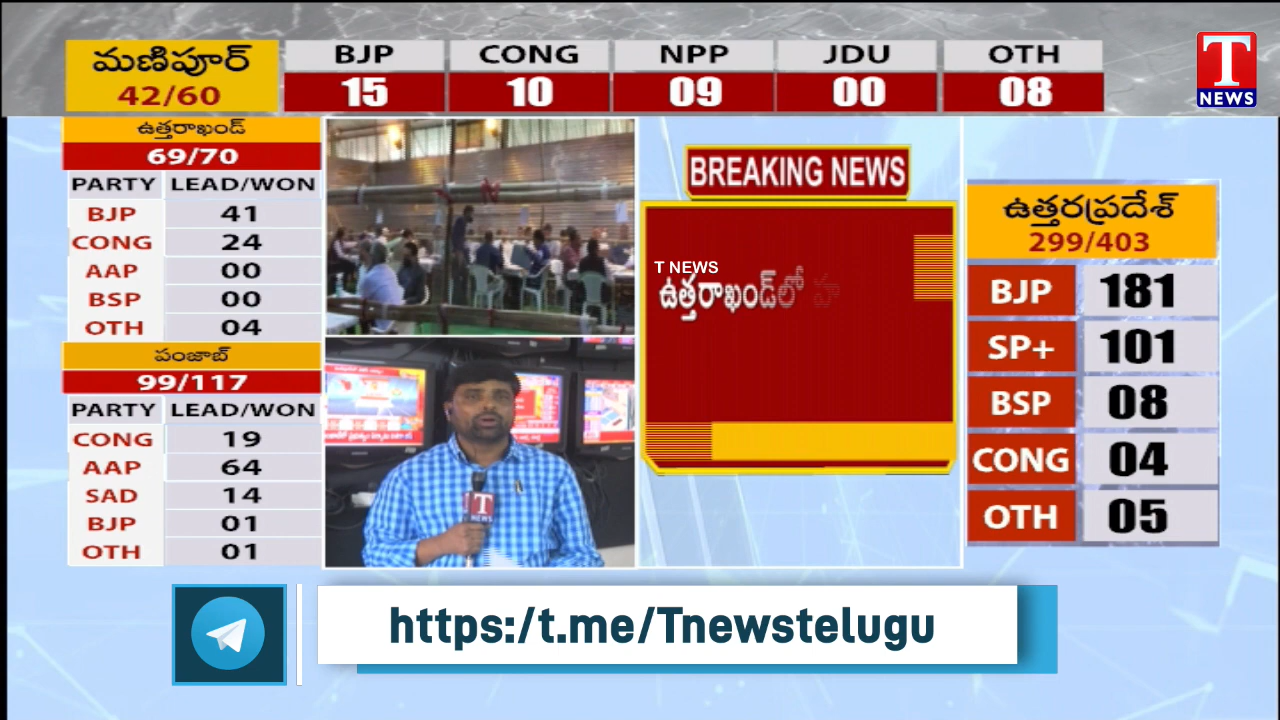 మణిపూర్
42/60
BJP CONG NPP JDU OTH
15 10 09 00 08
T
NEWS
ఉత్తరాఖండ్
69/70
PARTY LEAD/WON
BJP 41
CONG 24
AAP 00
BSP 00
OTH 04
పంజాబ్
99/117
PARTY LEAD/WON
CONG 19
AAP 64
SAD 14
BJP 01
OTH 01
T
NEWS
BREAKING NEWS
T NEWS
ఉత్తరాఖండ్‌లో హ
ఉత్తరప్రదేశ్
299/403
BJP 181
SP+ 101
BSP 08
CONG 04
OTH 05
https:/t.me/Tnewstelugu